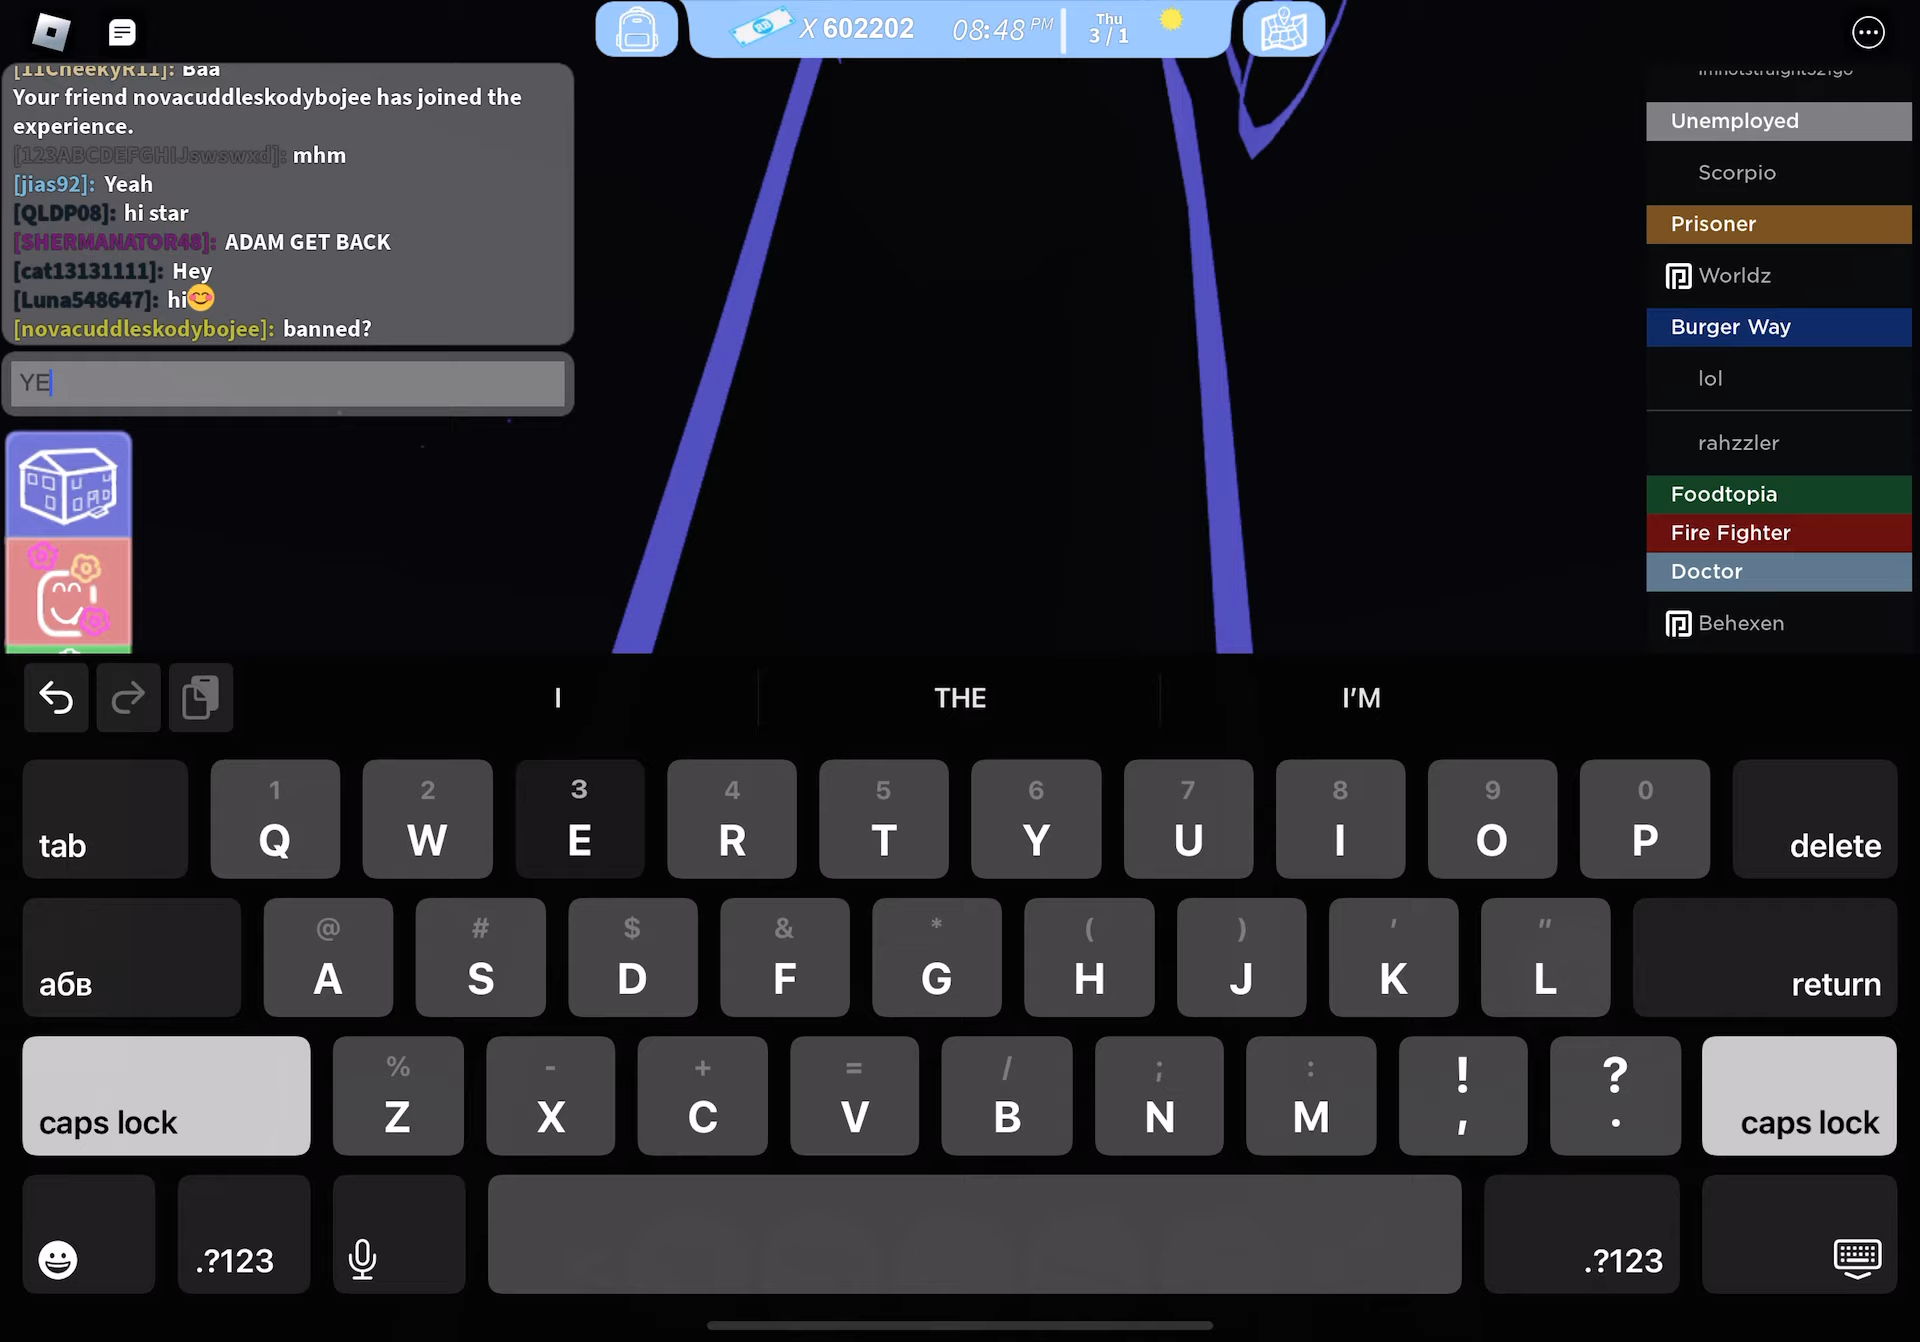 X 602202
08:48 PM
Thu
3 / 1
[11CheekyR11]: Baa
Your friend novacuddleskodybojee has joined the
experience.
[123ABCDEFGHIJswswxd]: mhm
[jias92]: Yeah
[QLDP08]: hi star
[SHERMANATOR48]: ADAM GET BACK
[cat13131111]: Hey
[Luna548647]: hi😊
[novacuddleskodybojee]: banned?
YE
Unemployed
Scorpio
Prisoner
Worldz
Burger Way
lol
rahzzler
Foodtopia
Fire Fighter
Doctor
Behexen
I THE I'M
1 2 3 4 5 6 7 8 9 0
tab Q W E R T Y U I O P delete
@ # $ & * ( ) ' "
абв A S D F G H J K L return
% - + = / ; : ! ?
caps lock Z X C V B N M , . caps lock
.?123 .?123